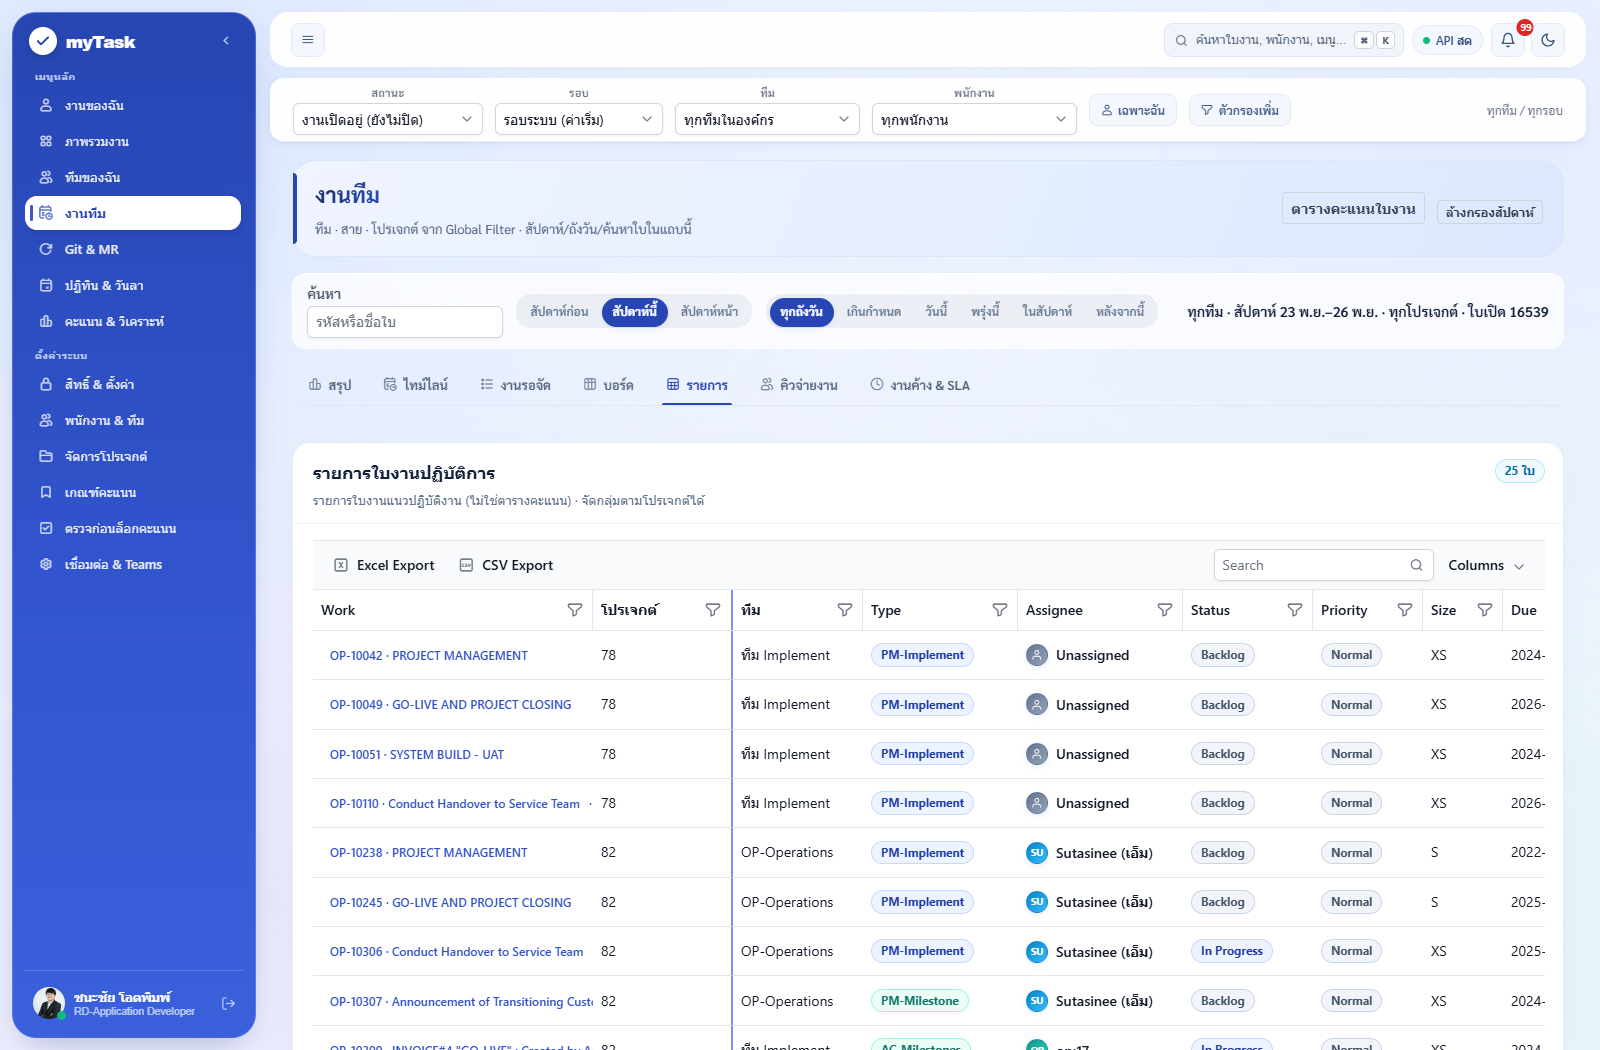 myTask
เมนูหลัก
งานของฉัน
ภาพรวมงาน
ทีมของฉัน
งานทีม
Git & MR
ปฏิทิน & วันลา
คะแนน & วิเคราะห์
ตั้งค่าระบบ
สิทธิ์ & ตั้งค่า
พนักงาน & ทีม
จัดการโปรเจกต์
เกณฑ์คะแนน
ตรวจก่อนล็อกคะแนน
เชื่อมต่อ & Teams
ชนะชัย โอตพิมพ์
RD-Application Developer
ค้นหาใบงาน, พนักงาน, เมนู... ⌘ K
API สด
99
สถานะ รอบ ทีม พนักงาน
งานเปิดอยู่ (ยังไม่ปิด) รอบระบบ (ค่าเริ่ม) ทุกทีมในองค์กร ทุกพนักงาน เฉพาะฉัน ตัวกรองเพิ่ม ทุกทีม / ทุกรอบ
งานทีม
ทีม · สาย · โปรเจกต์ จาก Global Filter · สัปดาห์/ถังวัน/ค้นหาใบในแถบนี้
ตารางคะแนนใบงาน ล้างกรองสัปดาห์
ค้นหา
รหัสหรือชื่อใบ
สัปดาห์ก่อน สัปดาห์นี้ สัปดาห์หน้า ทุกถังวัน เกินกำหนด วันนี้ พรุ่งนี้ ในสัปดาห์ หลังจากนี้ ทุกทีม · สัปดาห์ 23 พ.ย.–26 พ.ย. · ทุกโปรเจกต์ · ใบเปิด 16539
สรุป ไทม์ไลน์ งานรอจัด บอร์ด รายการ คิวจ่ายงาน งานค้าง & SLA
รายการใบงานปฏิบัติการ
25 ใบ
รายการใบงานแนวปฏิบัติงาน (ไม่ใช่ตารางคะแนน) · จัดกลุ่มตามโปรเจกต์ได้
Excel Export CSV Export Search Columns
Work โปรเจกต์ ทีม Type Assignee Status Priority Size Due
OP-10042 · PROJECT MANAGEMENT 78 ทีม Implement PM-Implement Unassigned Backlog Normal XS 2024-
OP-10049 · GO-LIVE AND PROJECT CLOSING 78 ทีม Implement PM-Implement Unassigned Backlog Normal XS 2026-
OP-10051 · SYSTEM BUILD - UAT 78 ทีม Implement PM-Implement Unassigned Backlog Normal XS 2024-
OP-10110 · Conduct Handover to Service Team · 78 ทีม Implement PM-Implement Unassigned Backlog Normal XS 2026-
OP-10238 · PROJECT MANAGEMENT 82 OP-Operations PM-Implement SU Sutasinee (เอ็ม) Backlog Normal S 2022-
OP-10245 · GO-LIVE AND PROJECT CLOSING 82 OP-Operations PM-Implement SU Sutasinee (เอ็ม) Backlog Normal S 2025-
OP-10306 · Conduct Handover to Service Team 82 OP-Operations PM-Implement SU Sutasinee (เอ็ม) In Progress Normal XS 2025-
OP-10307 · Announcement of Transitioning Cust 82 OP-Operations PM-Milestone SU Sutasinee (เอ็ม) Backlog Normal XS 2024-
OP-10309 · INVOICE#4 "GO-LIVE" · Created by A 82 ทีม Implement AC-Milestones In Progress Normal XS 2024-